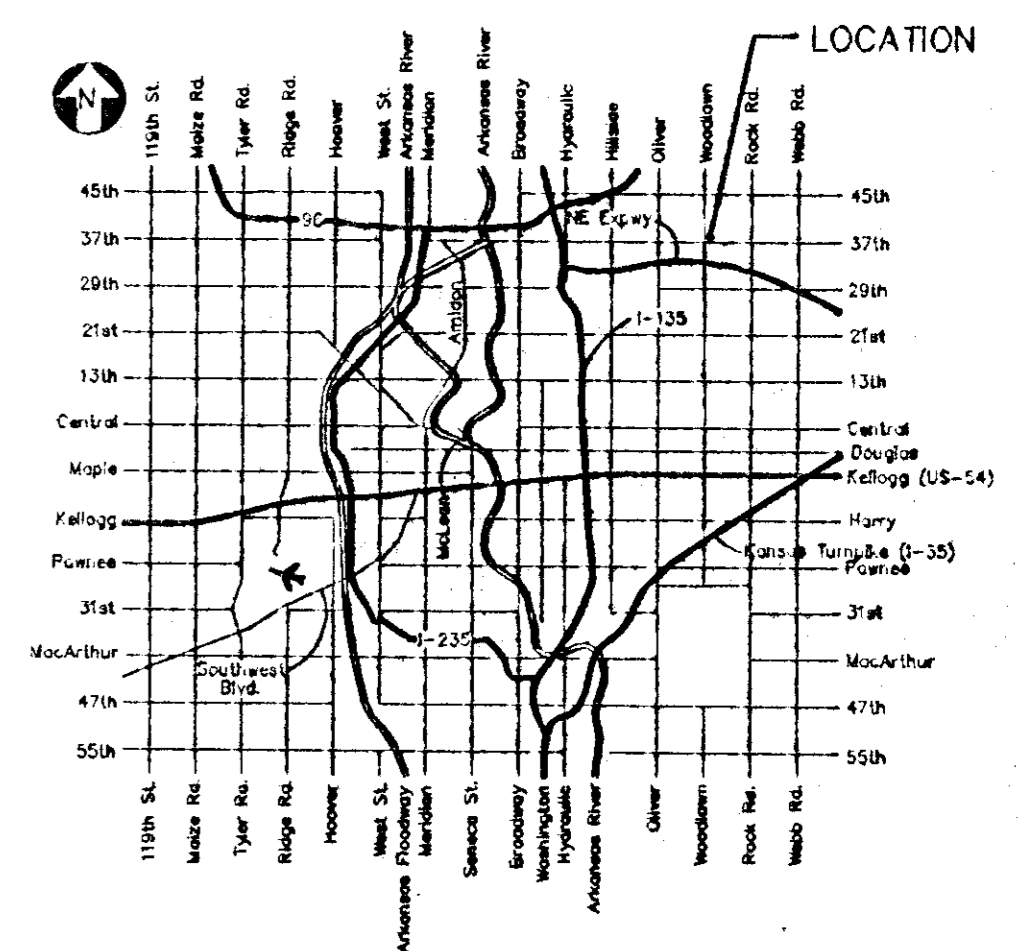 LOCATION
N
119th St.
Maize Rd.
Tyler Rd.
Ridge Rd.
Hoover
West St.
Arkansas River
Meridian
Arkansas River
Broadway
Hydraulic
Hillside
Oliver
Woodlawn
Rock Rd.
Webb Rd.
45th
45th
96
NE Expwy
37th
37th
29th
29th
Amidon
21st
I-135
21st
13th
13th
Central
Central
Douglas
Maple
Kellogg (US-54)
McLean
Kellogg
Harry
Kansas Turnpike (I-35)
Pawnee
Pawnee
31st
31st
I-235
MacArthur
MacArthur
Southwest
Blvd.
47th
47th
55th
55th
119th St.
Maize Rd.
Tyler Rd.
Ridge Rd.
Hoover
West St.
Arkansas Floodway
Meridian
Seneca St.
Broadway
Washington
Hydraulic
Arkansas River
Oliver
Woodlawn
Rock Rd.
Webb Rd.